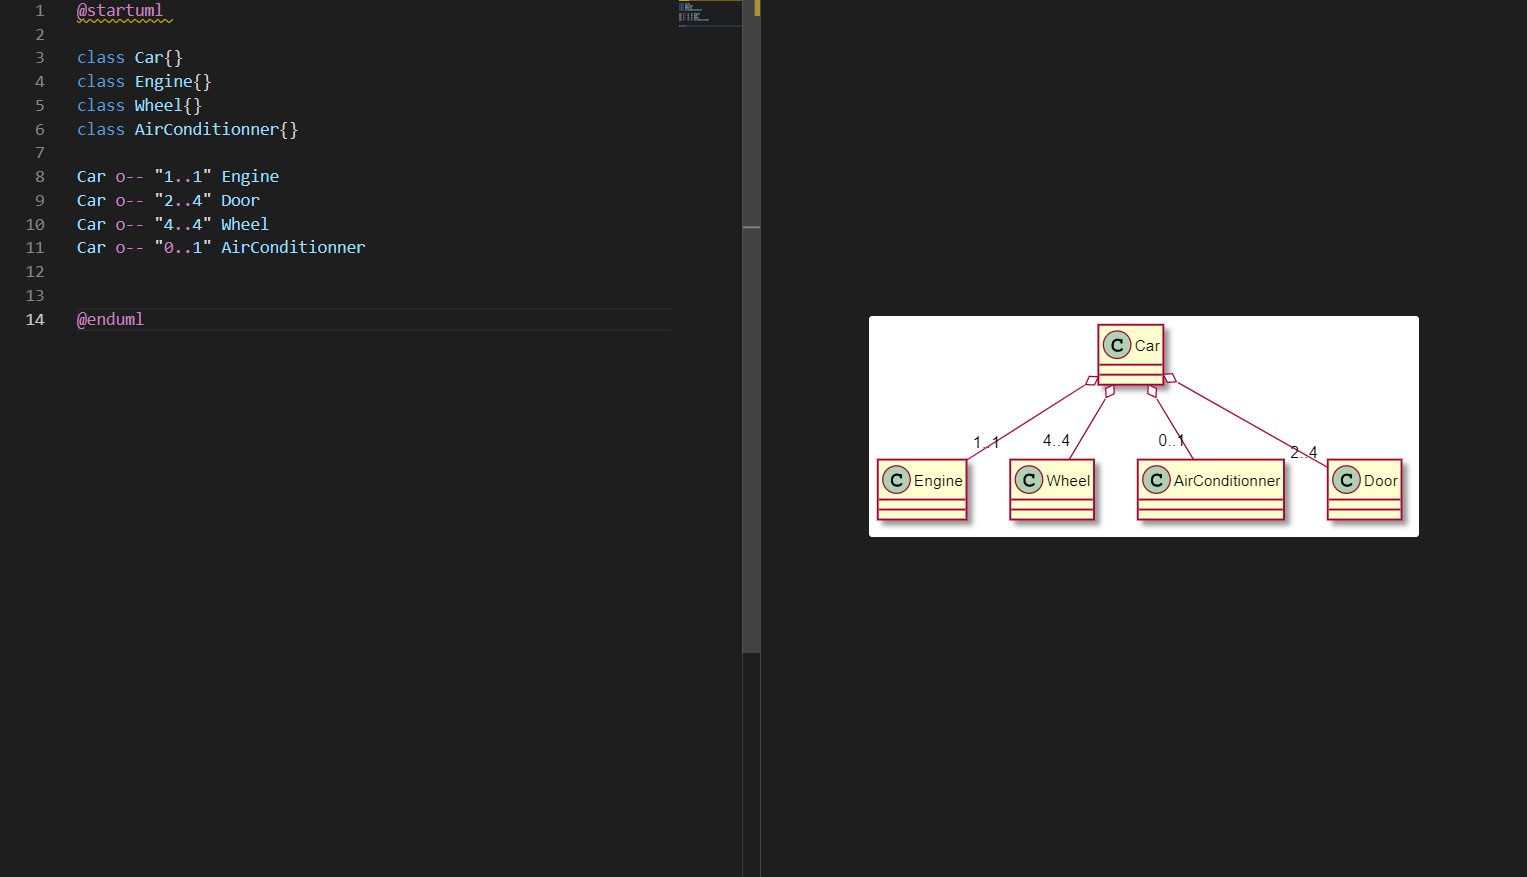 1 @startuml
2
3 class Car{}
4 class Engine{}
5 class Wheel{}
6 class AirConditionner{}
7
8 Car o-- "1..1" Engine
9 Car o-- "2..4" Door
10 Car o-- "4..4" Wheel
11 Car o-- "0..1" AirConditionner
12
13
14 @enduml
C Car
1..1 4..4 0..1 2..4
C Engine C Wheel C AirConditionner C Door